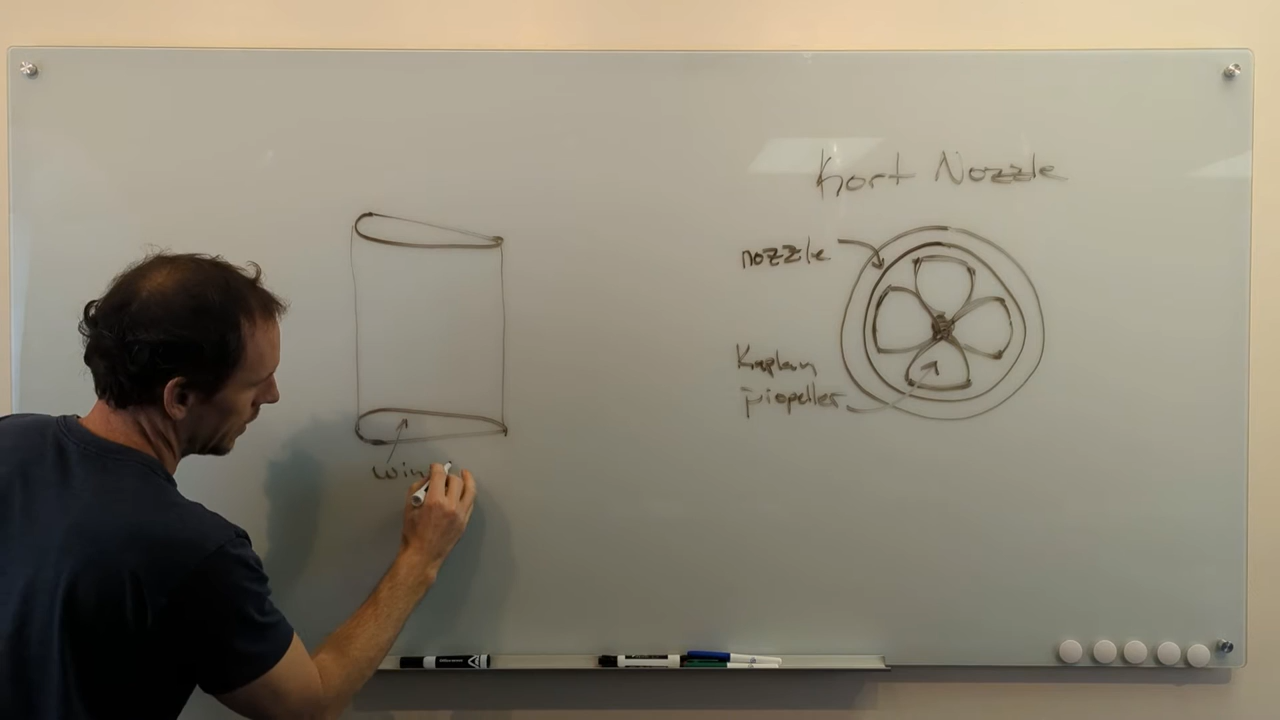 Kort Nozzle
nozzle
Kaplan
propeller
win